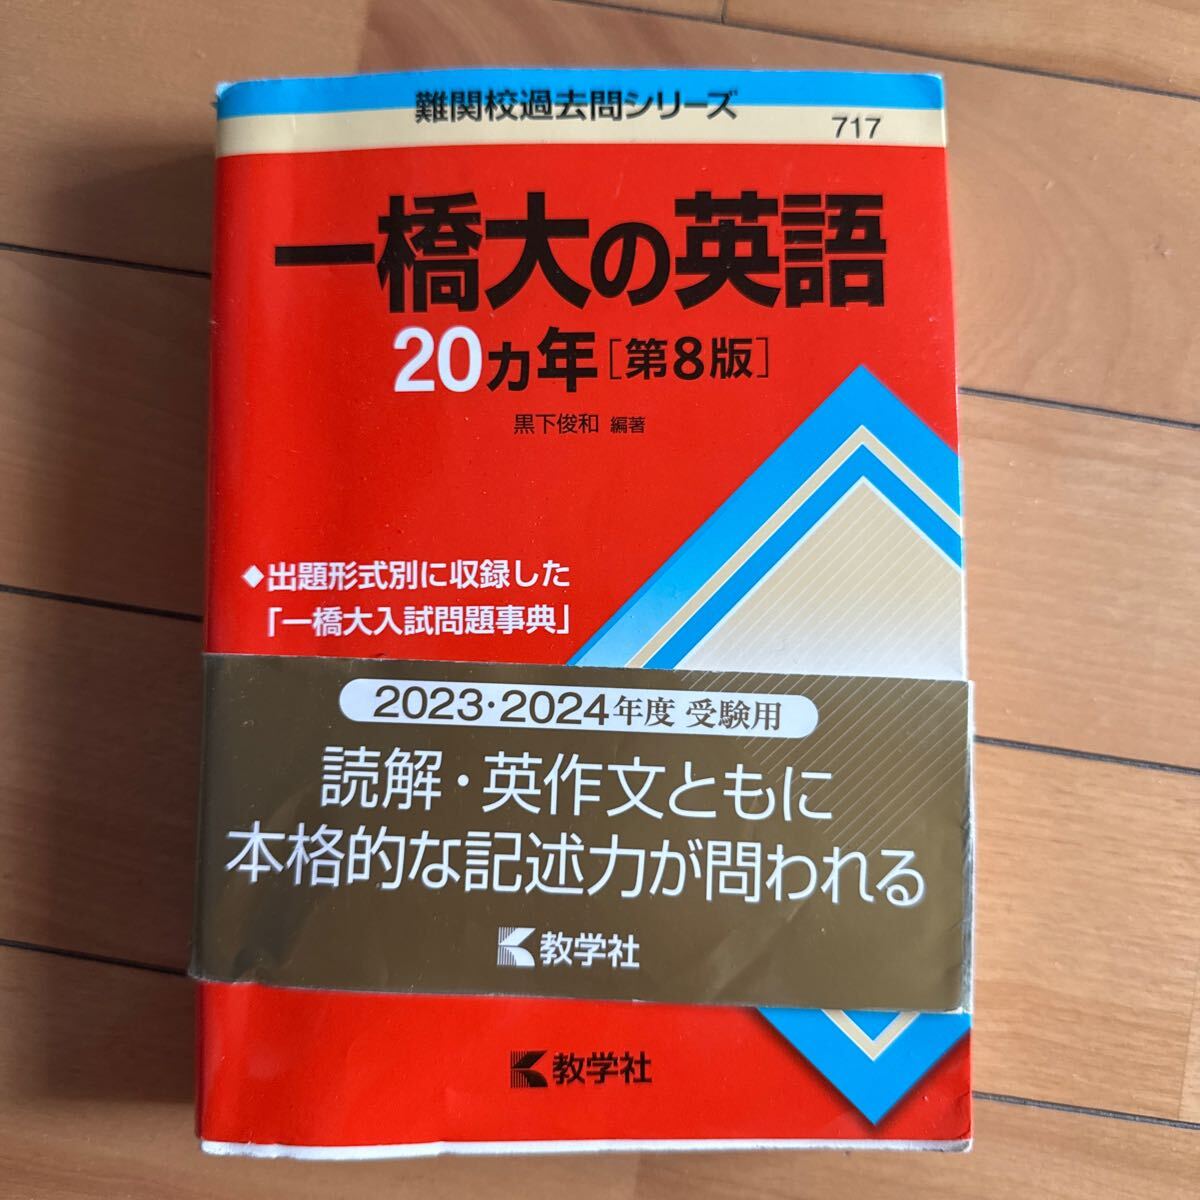 難関校過去問シリーズ
717
一橋大の英語
20カ年[第8版]
黒下俊和 編著
◆出題形式別に収録した
「一橋大入試問題事典」
2023・2024年度 受験用
読解・英作文ともに
本格的な記述力が問われる
教学社
教学社